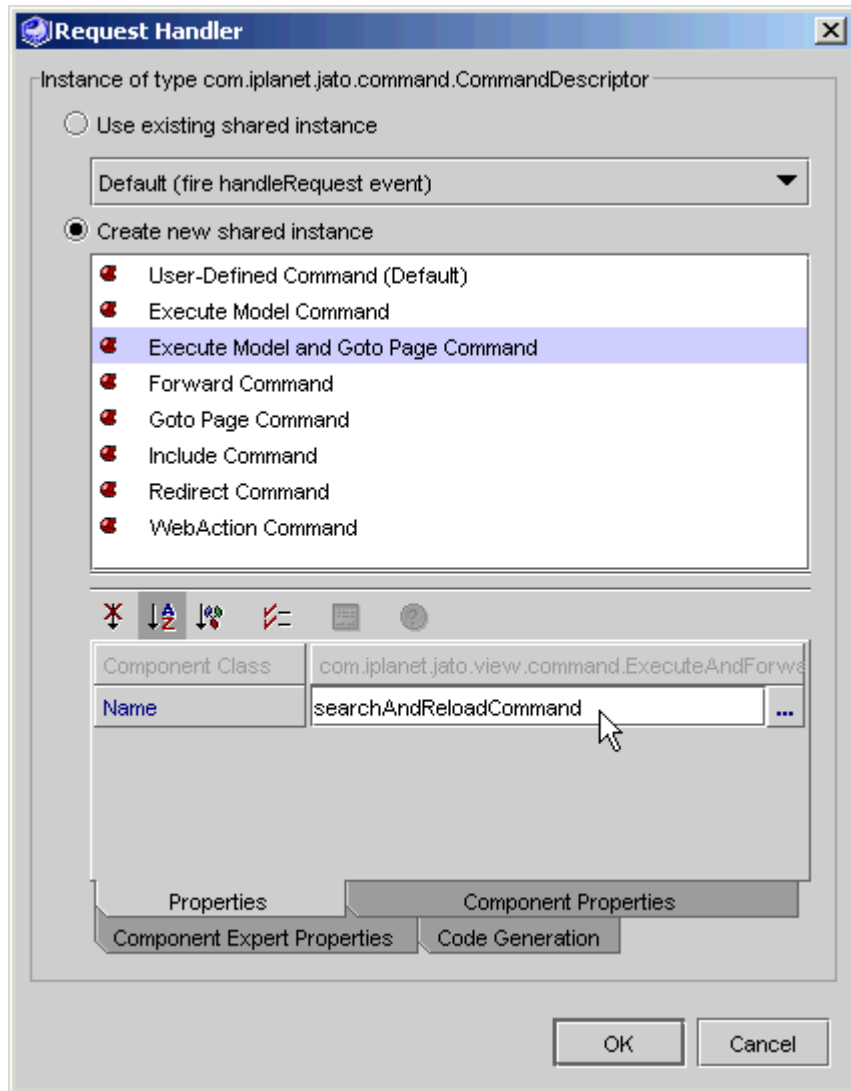 Request Handler
Instance of type com.iplanet.jato.command.CommandDescriptor
Use existing shared instance
Default (fire handleRequest event)
Create new shared instance
User-Defined Command (Default)
Execute Model Command
Execute Model and Goto Page Command
Forward Command
Goto Page Command
Include Command
Redirect Command
WebAction Command
Component Class com.iplanet.jato.view.command.ExecuteAndForwa
Name searchAndReloadCommand ...
Properties Component Properties
Component Expert Properties Code Generation
OK Cancel